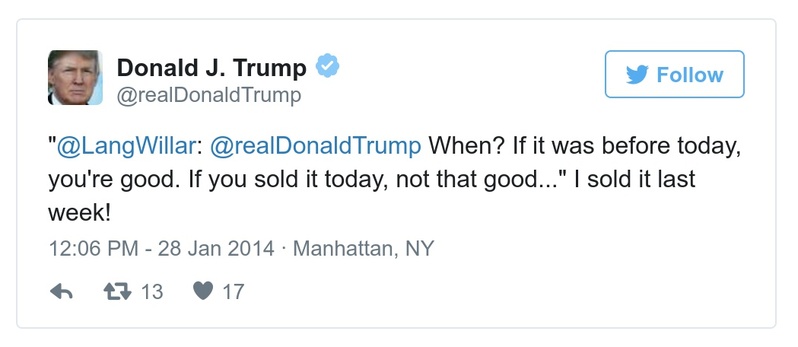 Donald J. Trump
@realDonaldTrump
Follow
"@LangWillar: @realDonaldTrump When? If it was before today,
you're good. If you sold it today, not that good..." I sold it last
week!
12:06 PM - 28 Jan 2014 · Manhattan, NY
13 17